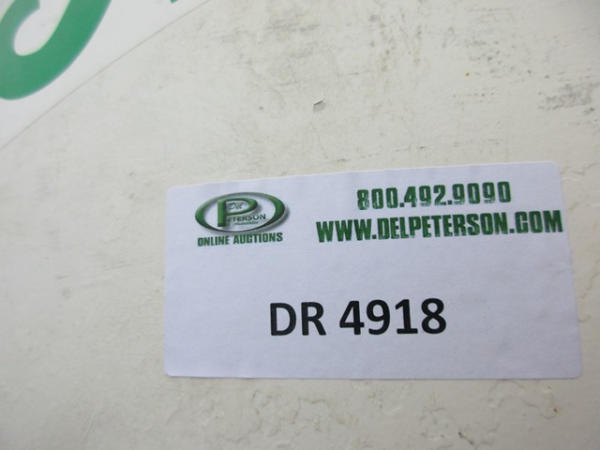 Del
PETERSON
ONLINE AUCTIONS
800.492.9090
WWW.DELPETERSON.COM
DR 4918